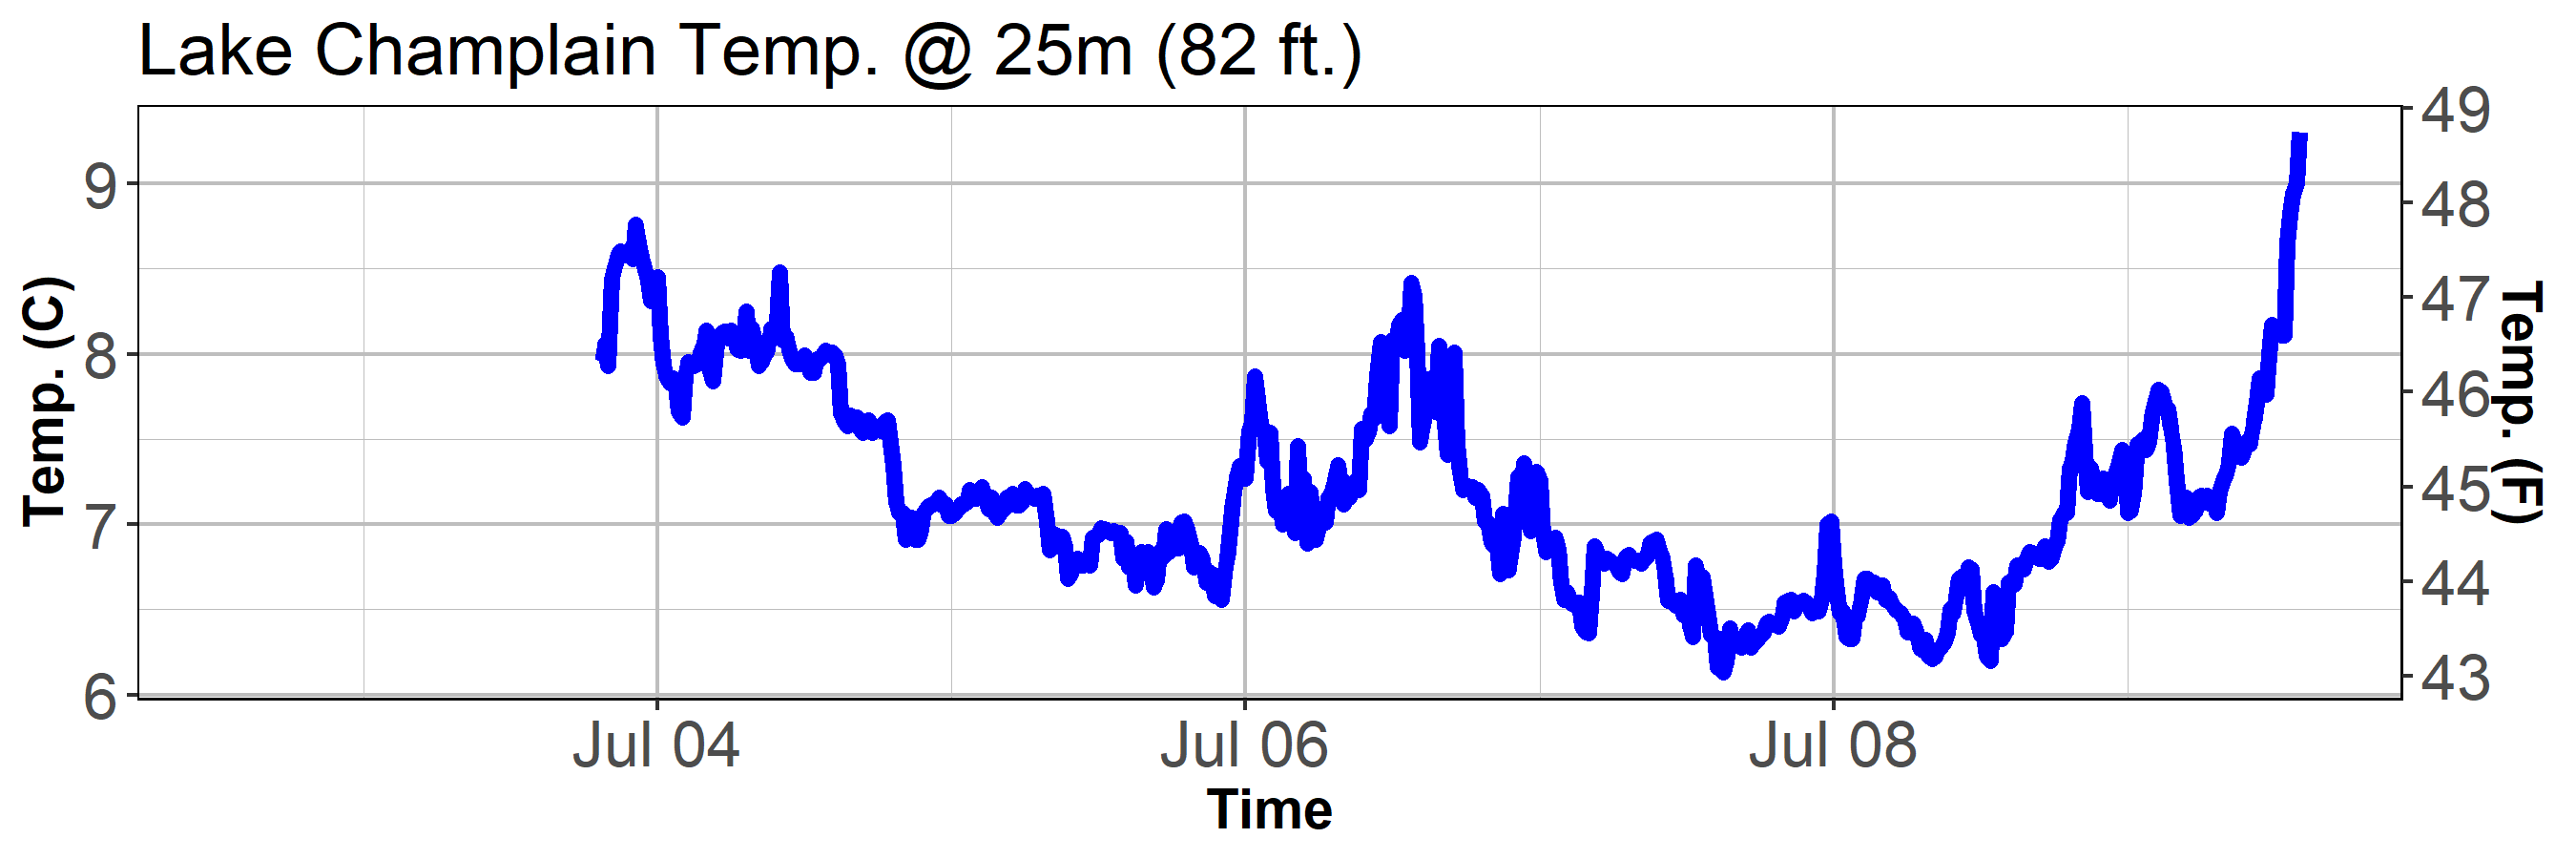 Lake Champlain Temp. @ 25m (82 ft.)
Temp. (C)
9
8
7
6
49
48
47
46
45
44
43
Temp. (F)
Jul 04
Jul 06
Jul 08
Time